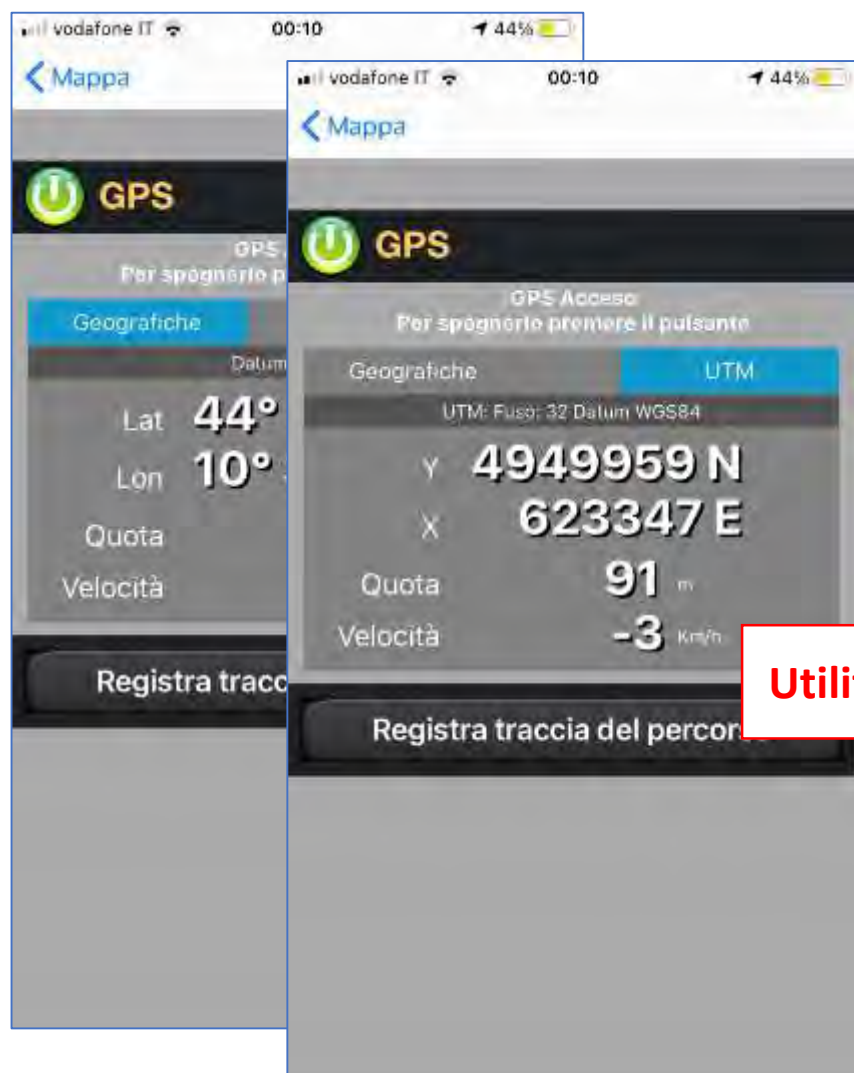 vodafone IT 00:10 44%
Mappa
GPS
GPS
Per spegnerlo p
Geografiche
Datum
Lat 44°
Lon 10°
Quota
Velocità
Registra tracc
vodafone IT 00:10 44%
Mappa
GPS
GPS Acceso
Per spegnerlo premere il pulsante
Geografiche UTM
UTM: Fuso: 32 Datum WGS84
Y 4949959 N
X 623347 E
Quota 91 m
Velocità -3 Km/h
Registra traccia del percor
Utili